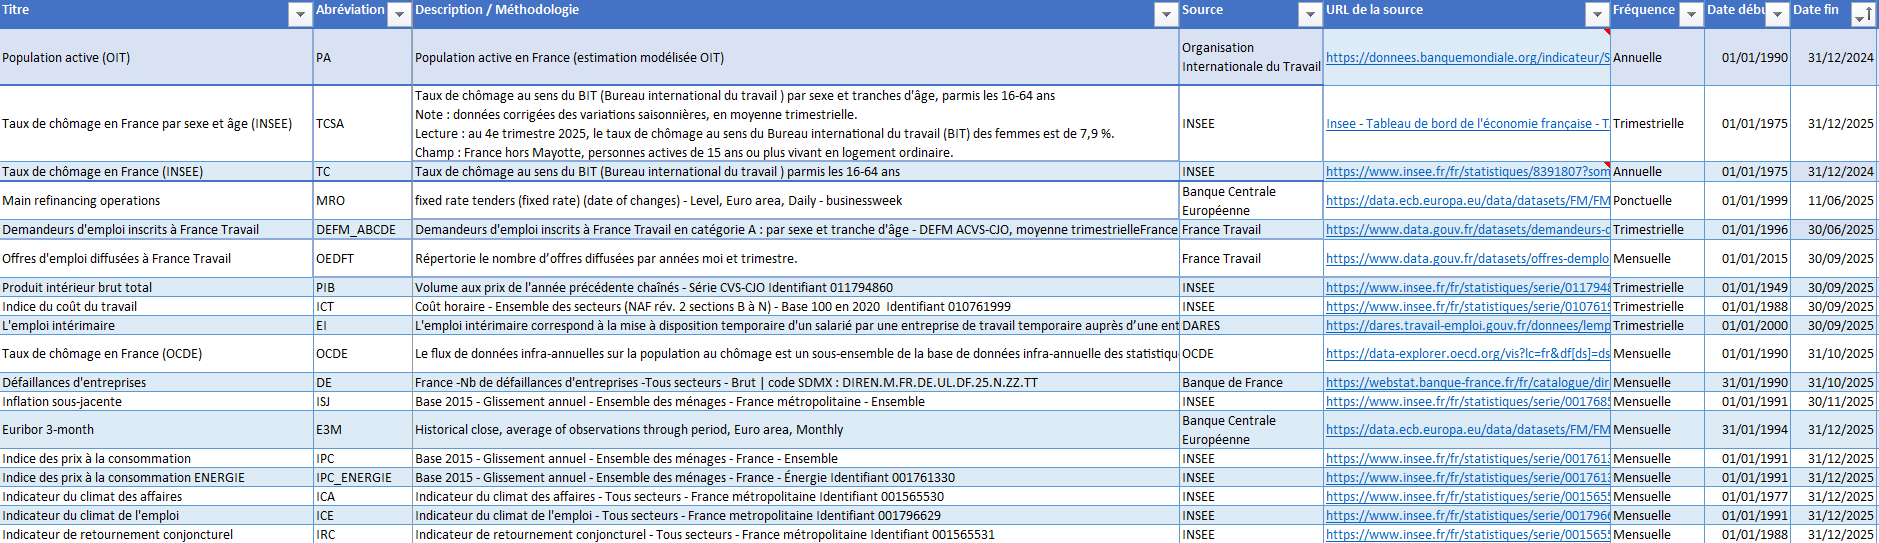 Titre Abréviation Description / Méthodologie Source URL de la source Fréquence Date débu Date fin
Population active (OIT) PA Population active en France (estimation modélisée OIT) Organisation Internationale du Travail https://donnees.banquemondiale.org/indicateur/S Annuelle 01/01/1990 31/12/2024
Taux de chômage en France par sexe et âge (INSEE) TCSA Taux de chômage au sens du BIT (Bureau international du travail ) par sexe et tranches d'âge, parmis les 16-64 ans
Note : données corrigées des variations saisonnières, en moyenne trimestrielle.
Lecture : au 4e trimestre 2025, le taux de chômage au sens du Bureau international du travail (BIT) des femmes est de 7,9 %.
Champ : France hors Mayotte, personnes actives de 15 ans ou plus vivant en logement ordinaire.
INSEE Insee - Tableau de bord de l'économie française - T Trimestrielle 01/01/1975 31/12/2025
Taux de chômage en France (INSEE) TC Taux de chômage au sens du BIT (Bureau international du travail ) parmis les 16-64 ans INSEE https://www.insee.fr/fr/statistiques/8391807?som Annuelle 01/01/1975 31/12/2024
Main refinancing operations MRO fixed rate tenders (fixed rate) (date of changes) - Level, Euro area, Daily - businessweek Banque Centrale Européenne https://data.ecb.europa.eu/data/datasets/FM/FM Ponctuelle 01/01/1999 11/06/2025
Demandeurs d'emploi inscrits à France Travail DEFM_ABCDE Demandeurs d'emploi inscrits à France Travail en catégorie A : par sexe et tranche d'âge - DEFM ACVS-CJO, moyenne trimestrielleFrance France Travail https://www.data.gouv.fr/datasets/demandeurs-d Trimestrielle 01/01/1996 30/06/2025
Offres d'emploi diffusées à France Travail OEDFT Répertorie le nombre d’offres diffusées par années moi et trimestre. France Travail https://www.data.gouv.fr/datasets/offres-demplo Mensuelle 01/01/2015 30/09/2025
Produit intérieur brut total PIB Volume aux prix de l'année précédente chaînés - Série CVS-CJO Identifiant 011794860 INSEE https://www.insee.fr/fr/statistiques/serie/0117948 Trimestrielle 01/01/1949 30/09/2025
Indice du coût du travail ICT Coût horaire - Ensemble des secteurs (NAF rév. 2 sections B à N) - Base 100 en 2020 Identifiant 010761999 INSEE https://www.insee.fr/fr/statistiques/serie/0107619 Trimestrielle 01/01/1988 30/09/2025
L'emploi intérimaire EI L'emploi intérimaire correspond à la mise à disposition temporaire d'un salarié par une entreprise de travail temporaire auprès d’une ent DARES https://dares.travail-emploi.gouv.fr/donnees/lemp Trimestrielle 01/01/2000 30/09/2025
Taux de chômage en France (OCDE) OCDE Le flux de données infra-annuelles sur la population au chômage est un sous-ensemble de la base de données infra-annuelle des statistiqu OCDE https://data-explorer.oecd.org/vis?lc=fr&df[ds]=ds Mensuelle 01/01/1990 31/10/2025
Défaillances d'entreprises DE France -Nb de défaillances d'entreprises -Tous secteurs - Brut | code SDMX : DIREN.M.FR.DE.UL.DF.25.N.ZZ.TT Banque de France https://webstat.banque-france.fr/fr/catalogue/dir Mensuelle 31/01/1990 31/10/2025
Inflation sous-jacente ISJ Base 2015 - Glissement annuel - Ensemble des ménages - France métropolitaine - Ensemble INSEE https://www.insee.fr/fr/statistiques/serie/0017685 Mensuelle 01/01/1991 30/11/2025
Euribor 3-month E3M Historical close, average of observations through period, Euro area, Monthly Banque Centrale Européenne https://data.ecb.europa.eu/data/datasets/FM/FM Mensuelle 31/01/1994 31/12/2025
Indice des prix à la consommation IPC Base 2015 - Glissement annuel - Ensemble des ménages - France - Ensemble INSEE https://www.insee.fr/fr/statistiques/serie/0017613 Mensuelle 01/01/1991 31/12/2025
Indice des prix à la consommation ENERGIE IPC_ENERGIE Base 2015 - Glissement annuel - Ensemble des ménages - France - Énergie Identifiant 001761330 INSEE https://www.insee.fr/fr/statistiques/serie/0017613 Mensuelle 01/01/1991 31/12/2025
Indicateur du climat des affaires ICA Indicateur du climat des affaires - Tous secteurs - France métropolitaine Identifiant 001565530 INSEE https://www.insee.fr/fr/statistiques/serie/001565 Mensuelle 01/01/1977 31/12/2025
Indicateur du climat de l'emploi ICE Indicateur du climat de l'emploi - Tous secteurs - France metropolitaine Identifiant 001796629 INSEE https://www.insee.fr/fr/statistiques/serie/0017966 Mensuelle 01/01/1991 31/12/2025
Indicateur de retournement conjoncturel IRC Indicateur de retournement conjoncturel - Tous secteurs - France métropolitaine Identifiant 001565531 INSEE https://www.insee.fr/fr/statistiques/serie/001565 Mensuelle 01/01/1988 31/12/2025